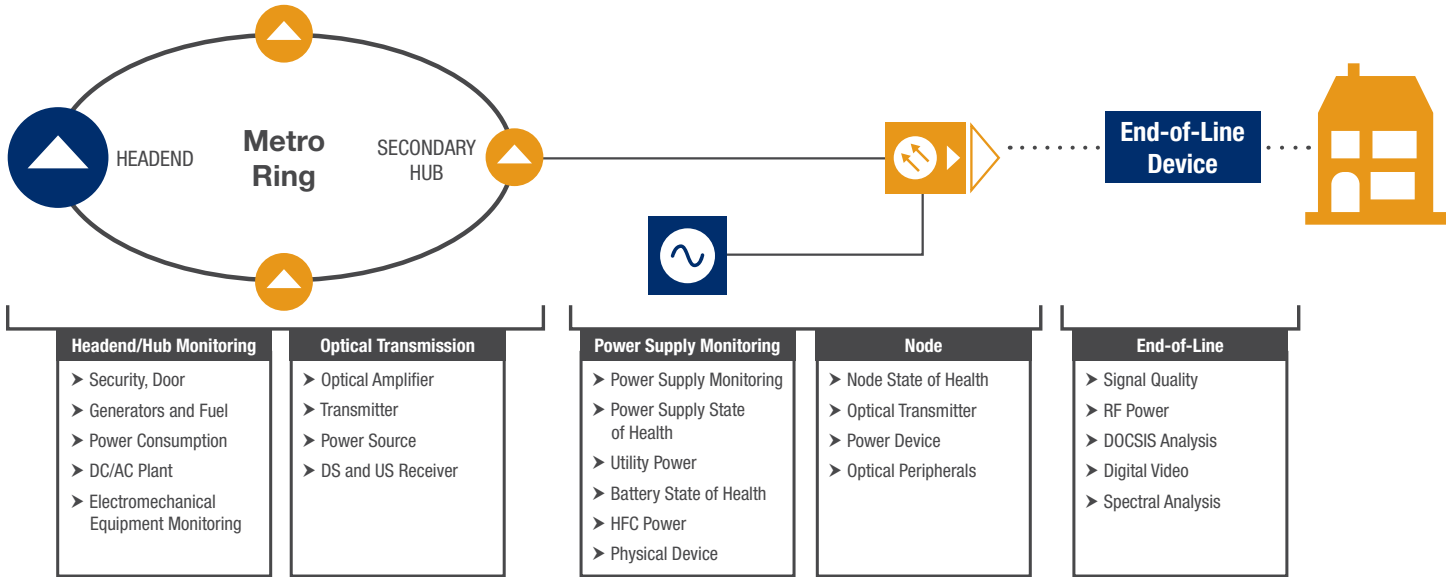 Metro
Ring
HEADEND
SECONDARY
HUB
End-of-Line
Device
Headend/Hub Monitoring
➤ Security, Door
➤ Generators and Fuel
➤ Power Consumption
➤ DC/AC Plant
➤ Electromechanical
Equipment Monitoring
Optical Transmission
➤ Optical Amplifier
➤ Transmitter
➤ Power Source
➤ DS and US Receiver
Power Supply Monitoring
➤ Power Supply Monitoring
➤ Power Supply State
of Health
➤ Utility Power
➤ Battery State of Health
➤ HFC Power
➤ Physical Device
Node
➤ Node State of Health
➤ Optical Transmitter
➤ Power Device
➤ Optical Peripherals
End-of-Line
➤ Signal Quality
➤ RF Power
➤ DOCSIS Analysis
➤ Digital Video
➤ Spectral Analysis